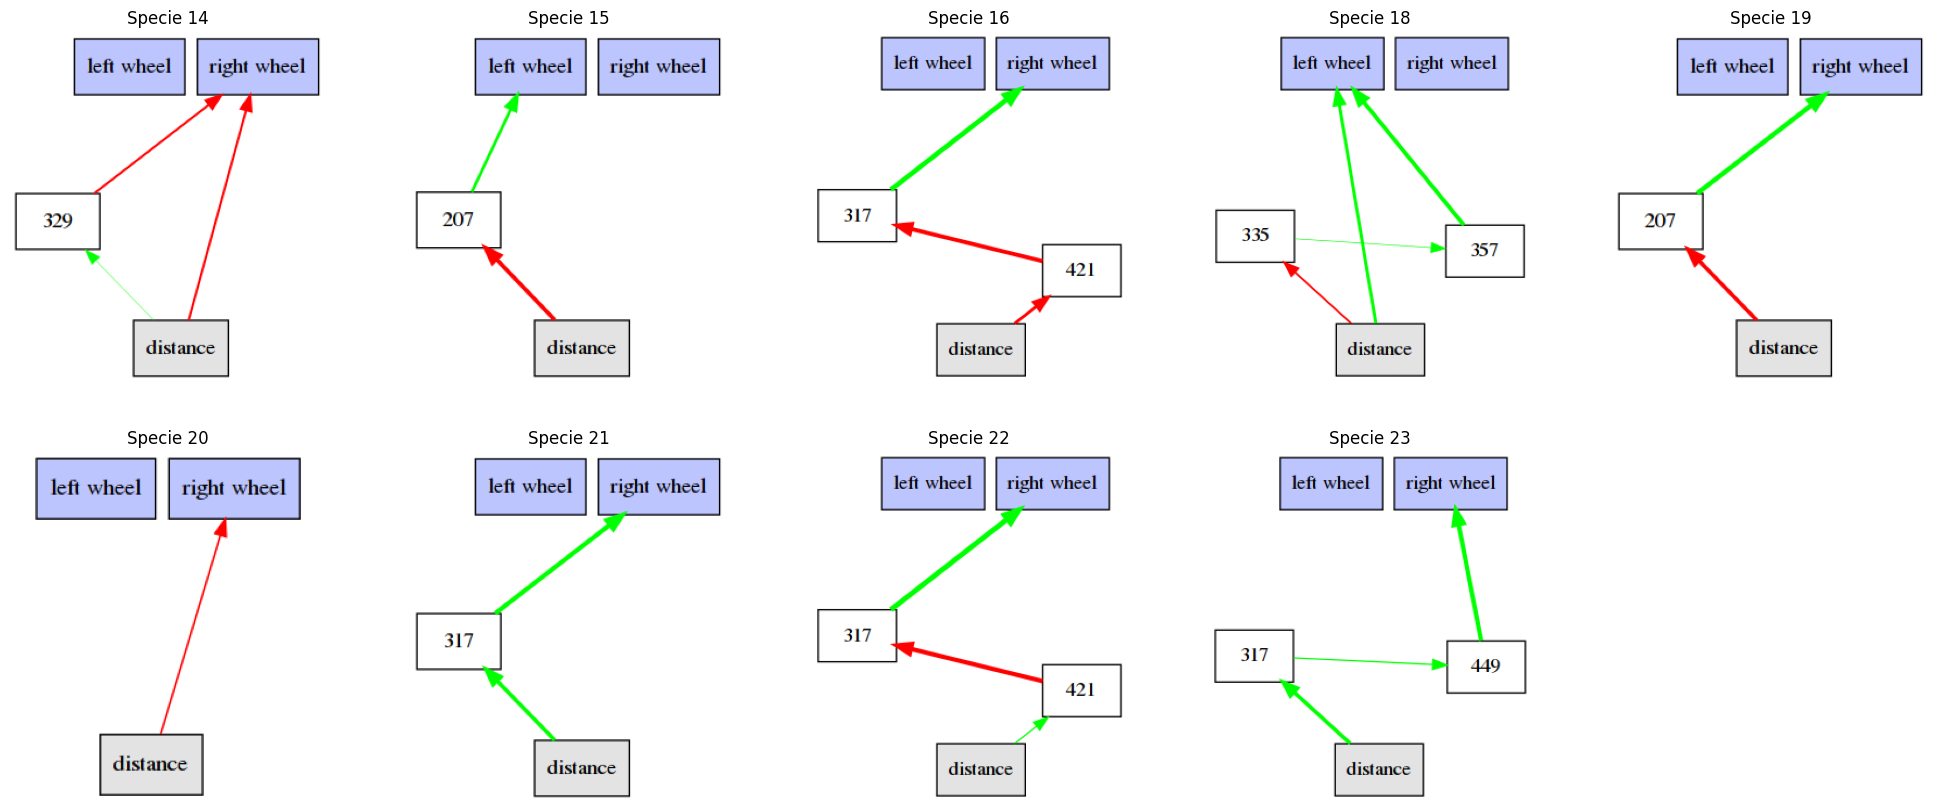 Specie 14
left wheel
right wheel
329
distance
Specie 15
left wheel
right wheel
207
distance
Specie 16
left wheel
right wheel
317
421
distance
Specie 18
left wheel
right wheel
335
357
distance
Specie 19
left wheel
right wheel
207
distance
Specie 20
left wheel
right wheel
distance
Specie 21
left wheel
right wheel
317
distance
Specie 22
left wheel
right wheel
317
421
distance
Specie 23
left wheel
right wheel
317
449
distance